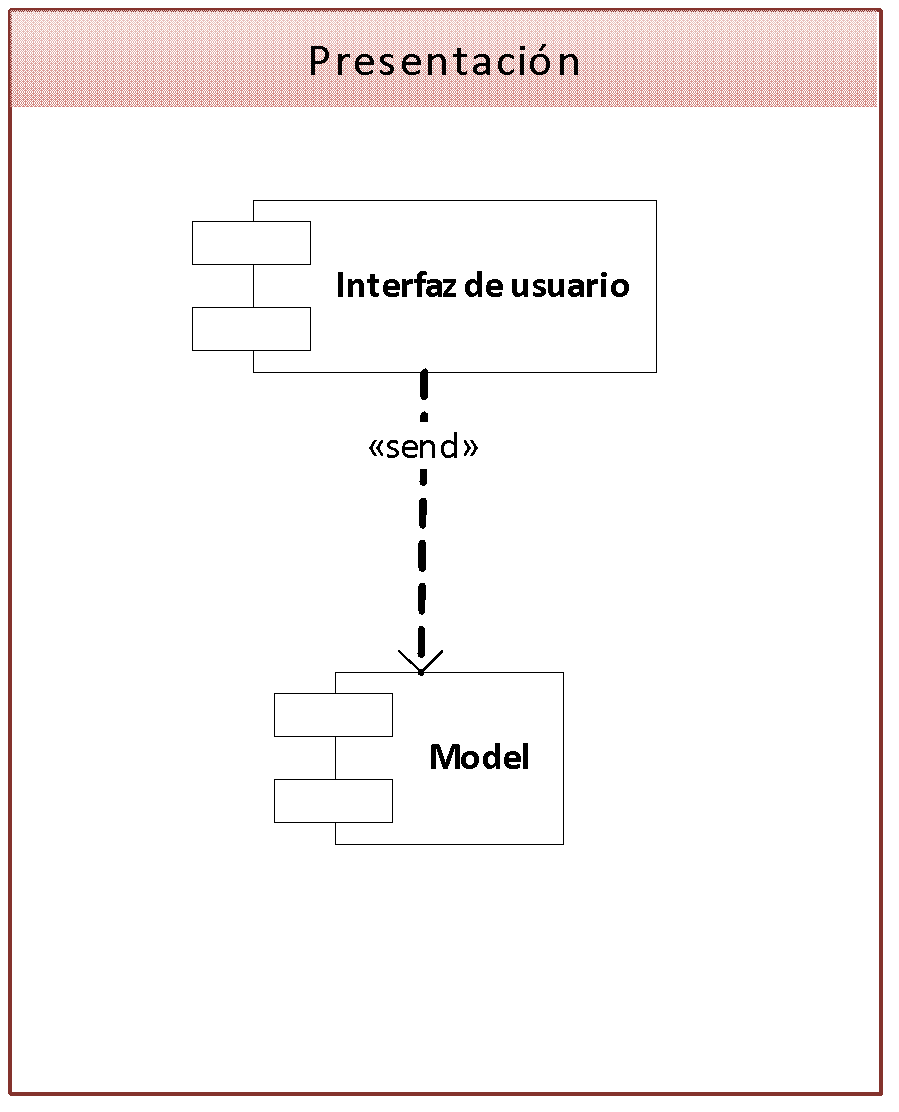 Presentación
Interfaz de usuario
«send»
Model